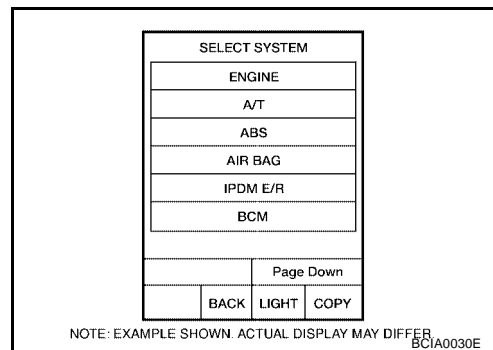 SELECT SYSTEM
ENGINE
A/T
ABS
AIR BAG
IPDM E/R
BCM
Page Down
BACK LIGHT COPY
NOTE: EXAMPLE SHOWN. ACTUAL DISPLAY MAY DIFFER.
BCIA0030E